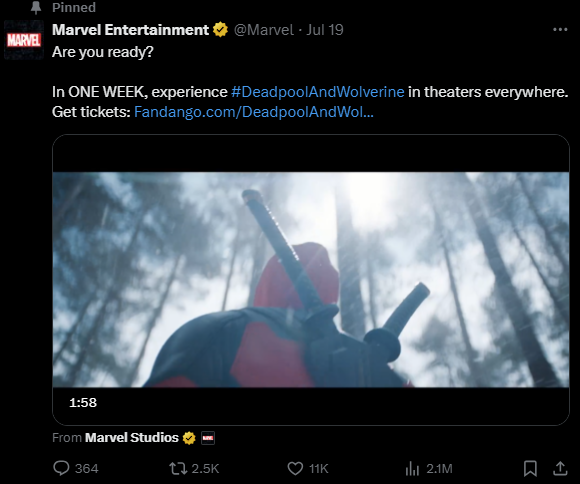 Pinned
MARVEL
Marvel Entertainment @Marvel · Jul 19
Are you ready?
In ONE WEEK, experience #DeadpoolAndWolverine in theaters everywhere.
Get tickets: Fandango.com/DeadpoolAndWol...
1:58
From Marvel Studios MARVEL
364 2.5K 11K 2.1M